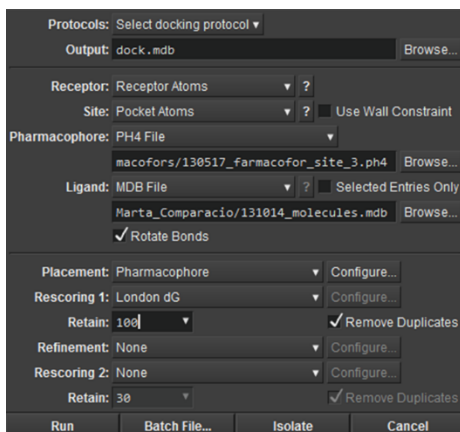 Protocols: Select docking protocol
Output: dock.mdb Browse...
Receptor: Receptor Atoms ?
Site: Pocket Atoms ? Use Wall Constraint
Pharmacophore: PH4 File
macofors/130517_farmacofor_site_3.ph4 Browse...
Ligand: MDB File ? Selected Entries Only
Marta_Comparacio/131014_molecules.mdb Browse...
Rotate Bonds
Placement: Pharmacophore Configure...
Rescoring 1: London dG Configure...
Retain: 100 Remove Duplicates
Refinement: None Configure...
Rescoring 2: None Configure...
Retain: 30 Remove Duplicates
Run Batch File... Isolate Cancel